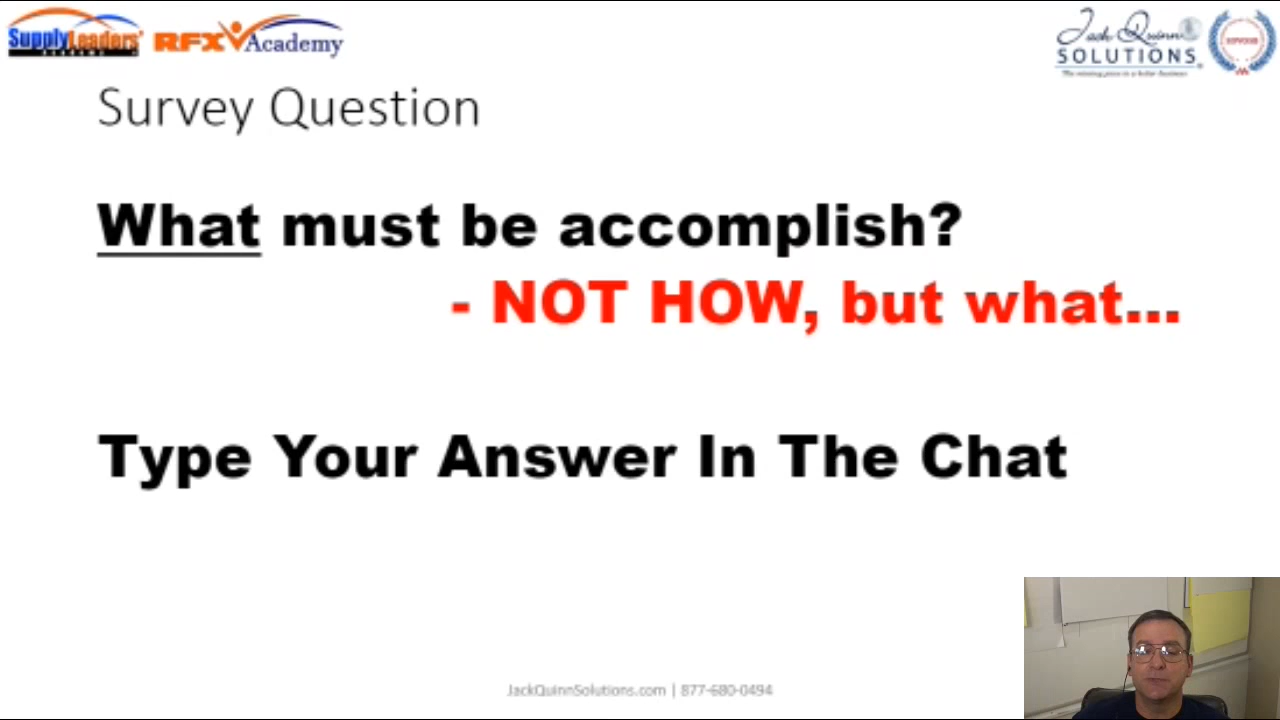 SupplyLeaders
ACADEMY
RFX Academy
Jack Quinn
SOLUTIONS
Survey Question
What must be accomplish?
- NOT HOW, but what...
Type Your Answer In The Chat
JackQuinnSolutions.com | 877-680-0494